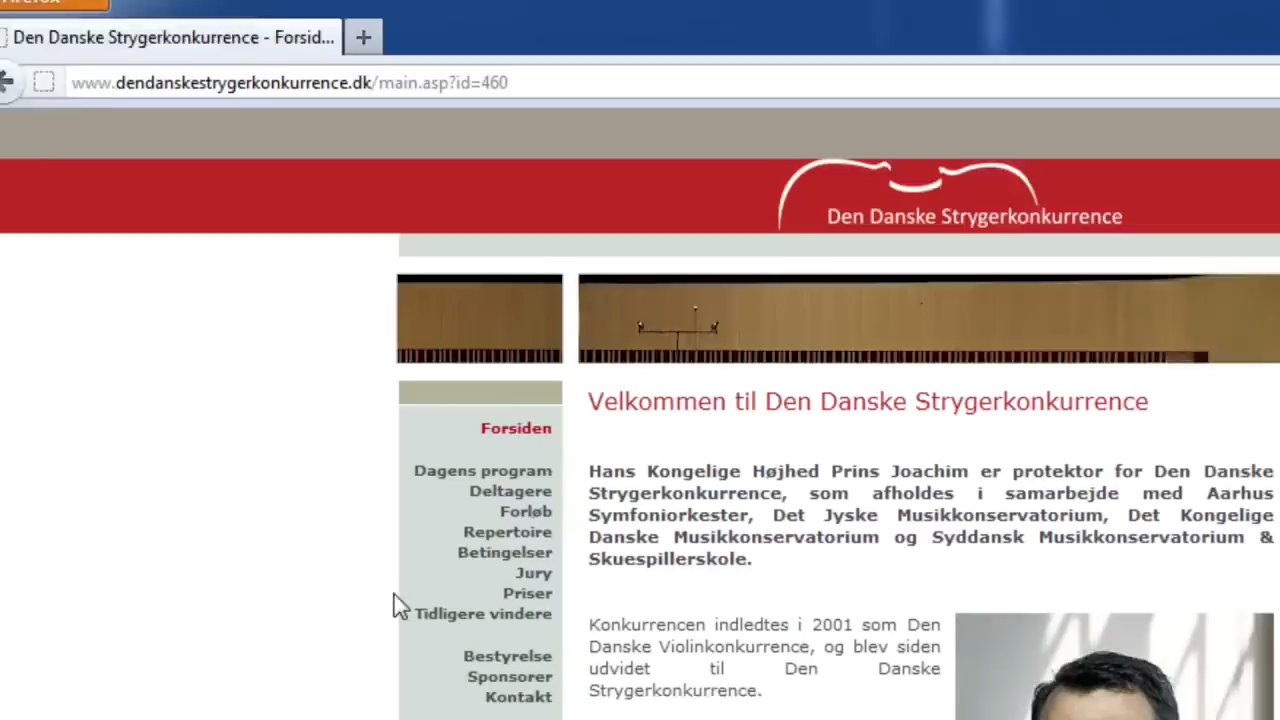 Den Danske Strygerkonkurrence - Forsid...
www.dendanskestrygerkonkurrence.dk/main.asp?id=460
Den Danske Strygerkonkurrence
Forsiden
Dagens program
Deltagere
Forløb
Repertoire
Betingelser
Jury
Priser
Tidligere vindere
Bestyrelse
Sponsorer
Kontakt
Velkommen til Den Danske Strygerkonkurrence
Hans Kongelige Højhed Prins Joachim er protektor for Den Danske
Strygerkonkurrence, som afholdes i samarbejde med Aarhus
Symfoniorkester, Det Jyske Musikkonservatorium, Det Kongelige
Danske Musikkonservatorium og Syddansk Musikkonservatorium &
Skuespillerskole.
Konkurrencen indledtes i 2001 som Den
Danske Violinkonkurrence, og blev siden
udvidet til Den Danske
Strygerkonkurrence.